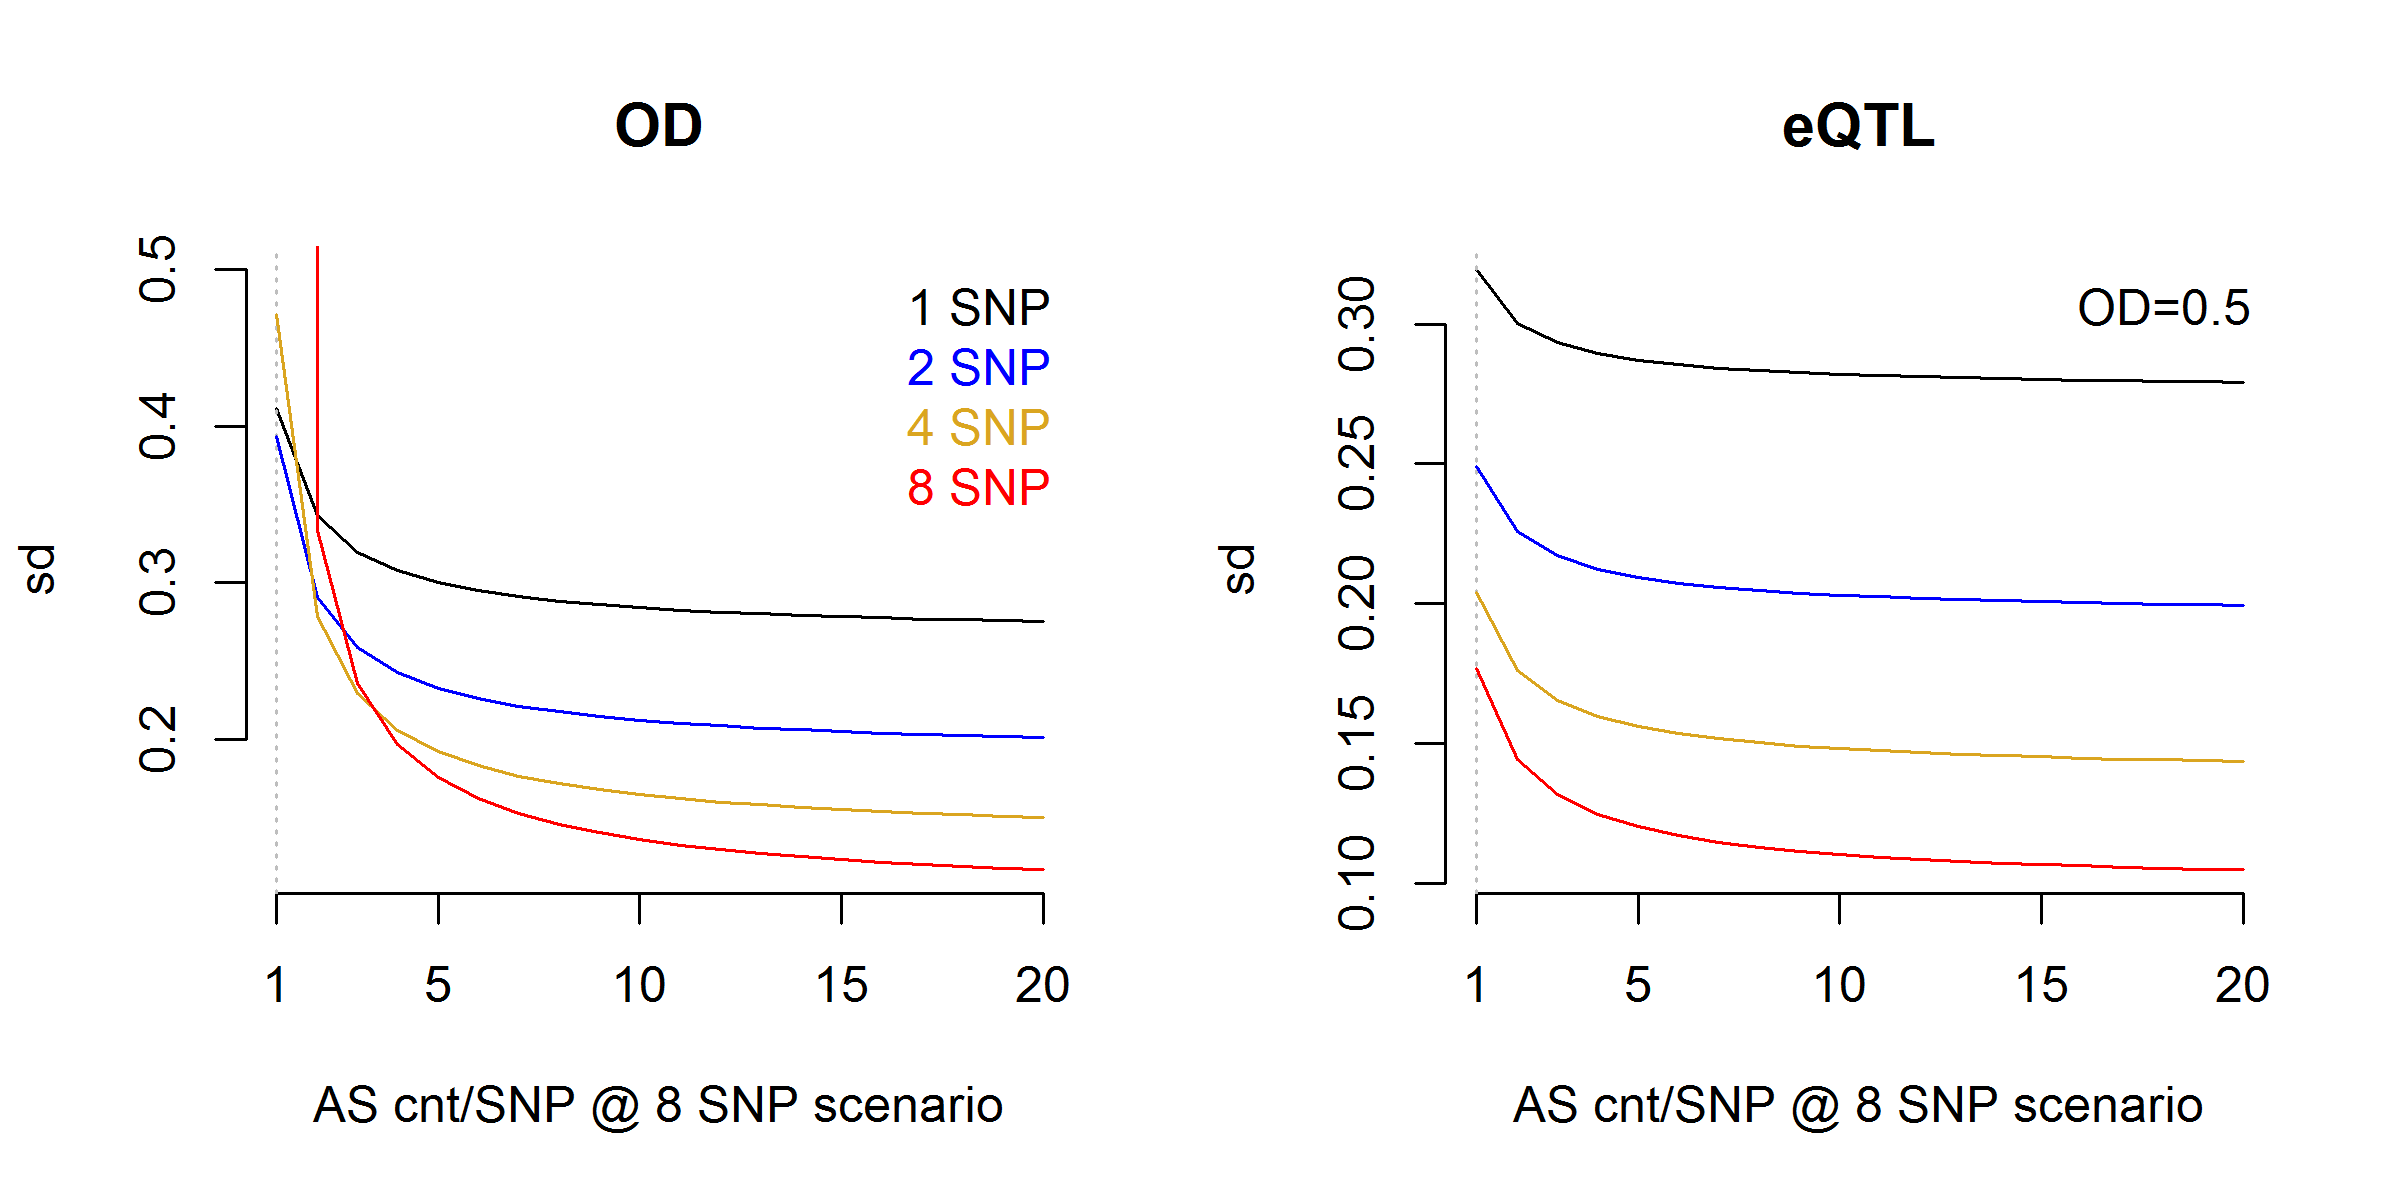 OD
sd
0.5
0.4
0.3
0.2
1 SNP
2 SNP
4 SNP
8 SNP
1 5 10 15 20
AS cnt/SNP @ 8 SNP scenario
eQTL
sd
0.30
0.25
0.20
0.15
0.10
OD=0.5
1 5 10 15 20
AS cnt/SNP @ 8 SNP scenario